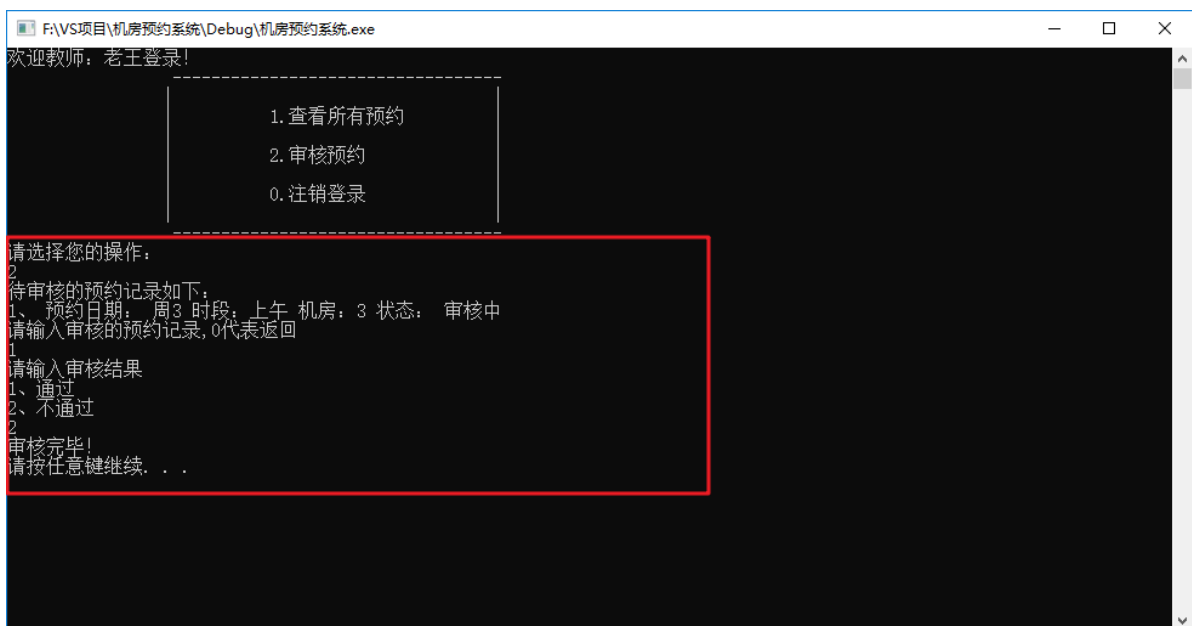 F:\VS项目\机房预约系统\Debug\机房预约系统.exe
欢迎教师：老王登录!
----------------------------------
1.查看所有预约
2.审核预约
0.注销登录
----------------------------------
请选择您的操作：
2
待审核的预约记录如下：
1、 预约日期： 周3 时段：上午 机房：3 状态： 审核中
请输入审核的预约记录,0代表返回
1
请输入审核结果
1、通过
2、不通过
2
审核完毕!
请按任意键继续. . .